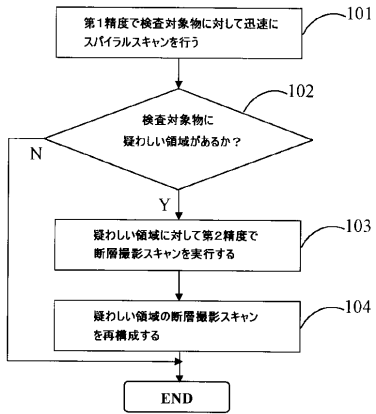 第1精度で検査対象物に対して迅速に
スパイラルスキャンを行う
101
検査対象物に
疑わしい領域があるか？
102
N
Y
疑わしい領域に対して第2精度で
断層撮影スキャンを実行する
103
疑わしい領域の断層撮影スキャン
を再構成する
104
END